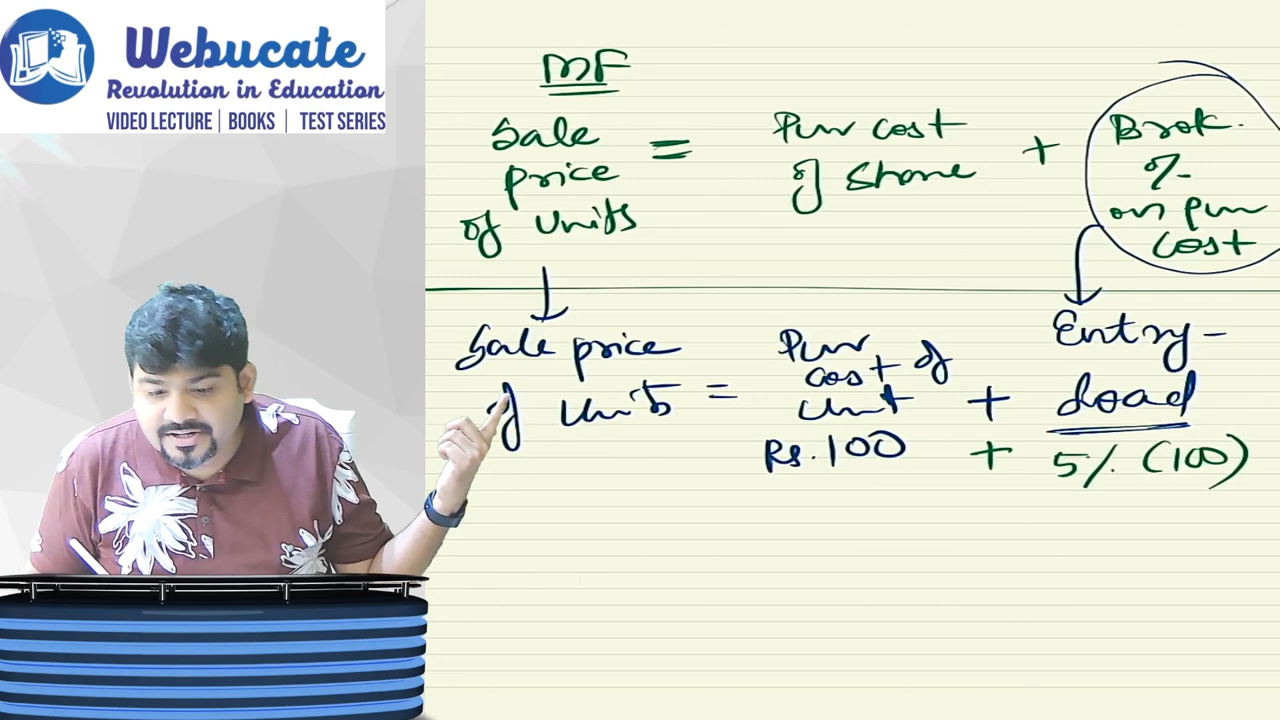 Webucate
Revolution in Education
VIDEO LECTURE | BOOKS | TEST SERIES
MF
Sale price of units = Pur cost of share + Brok. % on pur cost
Sale price of units = Pur cost of unit + Entry-Load
Rs. 100 + 5% (100)